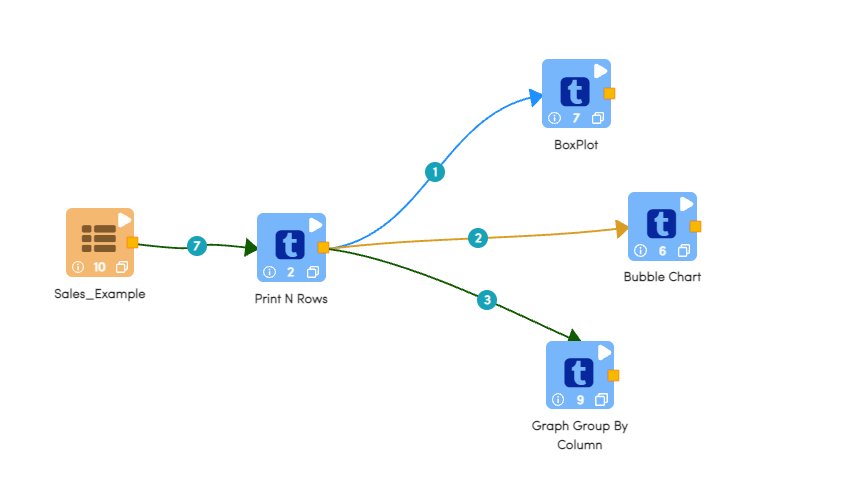 1
t
ⓘ 7
BoxPlot
7
2
t
ⓘ 6
Bubble Chart
ⓘ 10
Sales_Example
t
ⓘ 2
Print N Rows
3
t
ⓘ 9
Graph Group By
Column